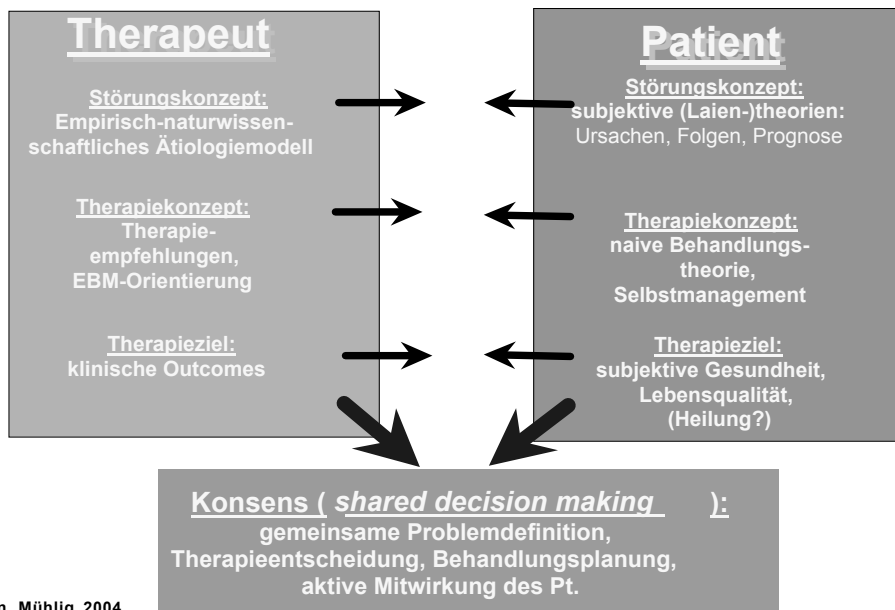 Therapeut
Störungskonzept:
Empirisch-naturwissen-
schaftliches Ätiologiemodell
Therapiekonzept:
Therapie-
empfehlungen,
EBM-Orientierung
Therapieziel:
klinische Outcomes
Patient
Störungskonzept:
subjektive (Laien-)theorien:
Ursachen, Folgen, Prognose
Therapiekonzept:
naive Behandlungs-
theorie,
Selbstmanagement
Therapieziel:
subjektive Gesundheit,
Lebensqualität,
(Heilung?)
Konsens ( shared decision making ):
gemeinsame Problemdefinition,
Therapieentscheidung, Behandlungsplanung,
aktive Mitwirkung des Pt.
Mühlig 2004